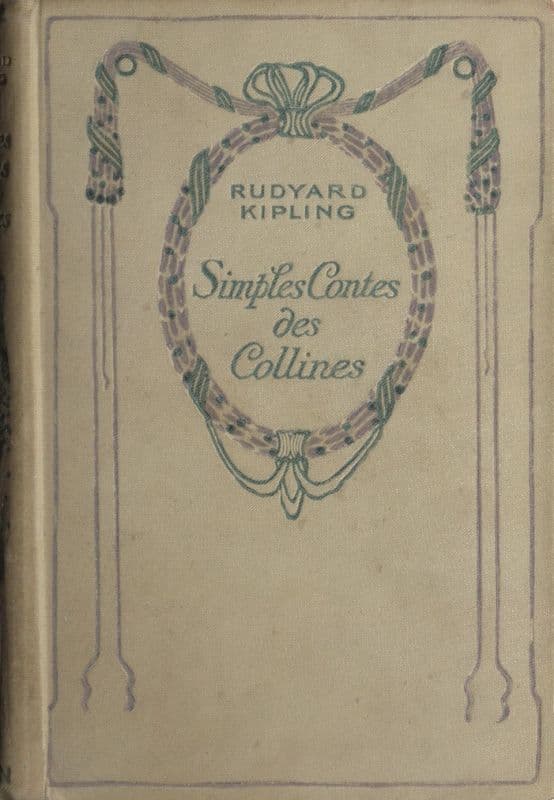 RUDYARD
KIPLING
Simples Contes
des
Collines